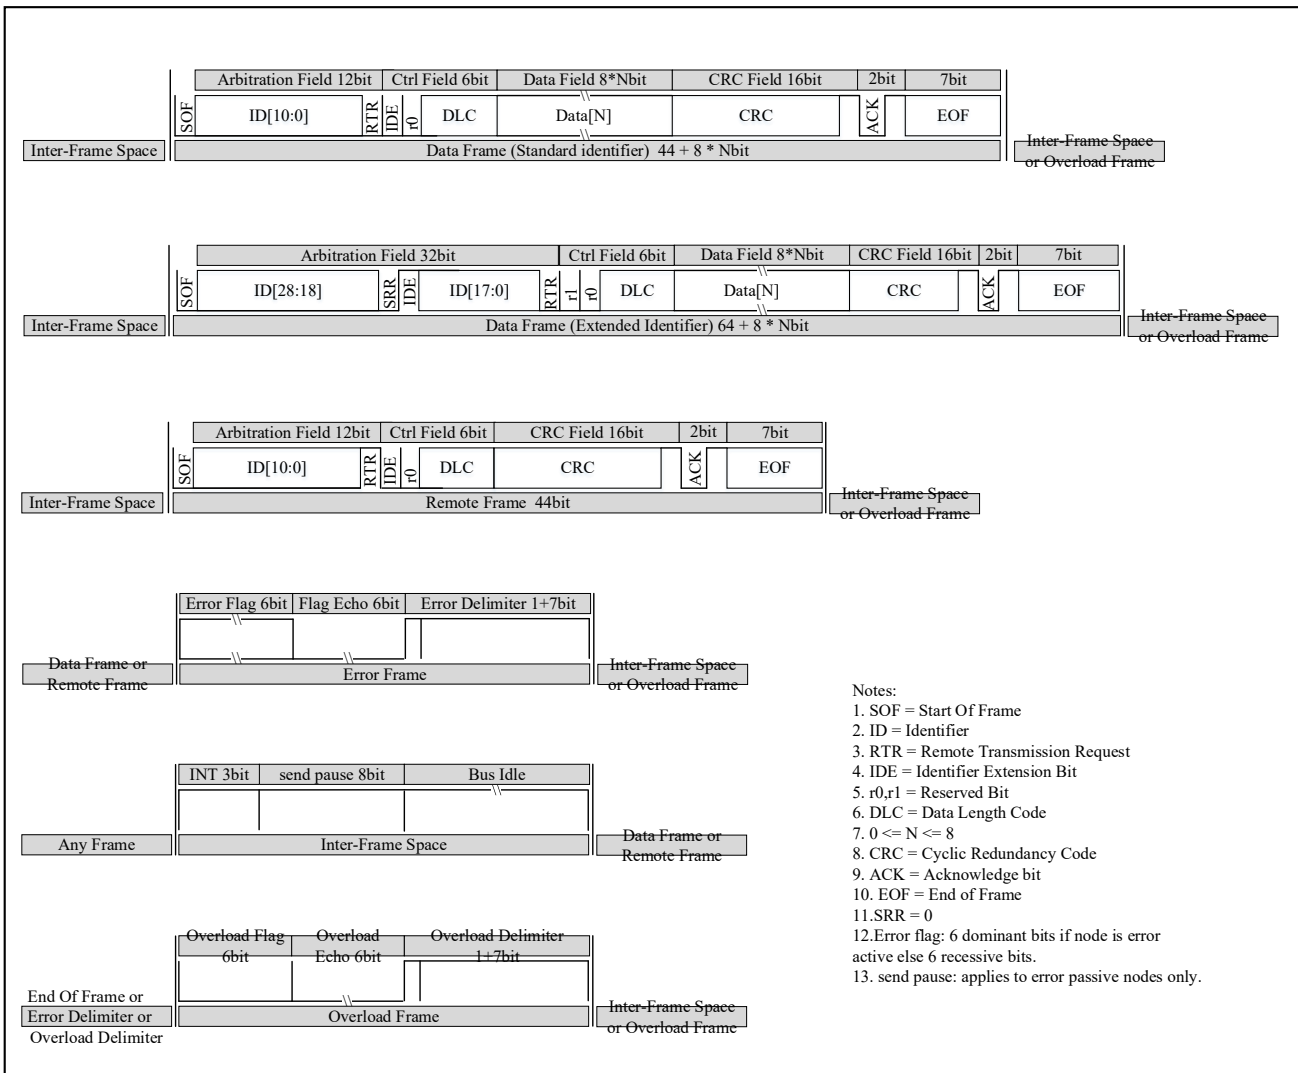 Arbitration Field 12bit Ctrl Field 6bit Data Field 8*Nbit CRC Field 16bit 2bit 7bit
SOF ID[10:0] RTR IDE r0 DLC Data[N] CRC ACK EOF
Inter-Frame Space Data Frame (Standard identifier) 44 + 8 * Nbit Inter-Frame Space
or Overload Frame
Arbitration Field 32bit Ctrl Field 6bit Data Field 8*Nbit CRC Field 16bit 2bit 7bit
SOF ID[28:18] SRR IDE ID[17:0] RTR r1 r0 DLC Data[N] CRC ACK EOF
Inter-Frame Space Data Frame (Extended Identifier) 64 + 8 * Nbit Inter-Frame Space
or Overload Frame
Arbitration Field 12bit Ctrl Field 6bit CRC Field 16bit 2bit 7bit
SOF ID[10:0] RTR IDE r0 DLC CRC ACK EOF
Inter-Frame Space Remote Frame 44bit Inter-Frame Space
or Overload Frame
Error Flag 6bit Flag Echo 6bit Error Delimiter 1+7bit
Data Frame or
Remote Frame Error Frame Inter-Frame Space
or Overload Frame
INT 3bit send pause 8bit Bus Idle
Any Frame Inter-Frame Space Data Frame or
Remote Frame
Overload Flag
6bit Overload
Echo 6bit Overload Delimiter
1+7bit
End Of Frame or
Error Delimiter or
Overload Delimiter Overload Frame Inter-Frame Space
or Overload Frame
Notes:
1. SOF = Start Of Frame
2. ID = Identifier
3. RTR = Remote Transmission Request
4. IDE = Identifier Extension Bit
5. r0,r1 = Reserved Bit
6. DLC = Data Length Code
7. 0 <= N <= 8
8. CRC = Cyclic Redundancy Code
9. ACK = Acknowledge bit
10. EOF = End of Frame
11.SRR = 0
12.Error flag: 6 dominant bits if node is error
active else 6 recessive bits.
13. send pause: applies to error passive nodes only.